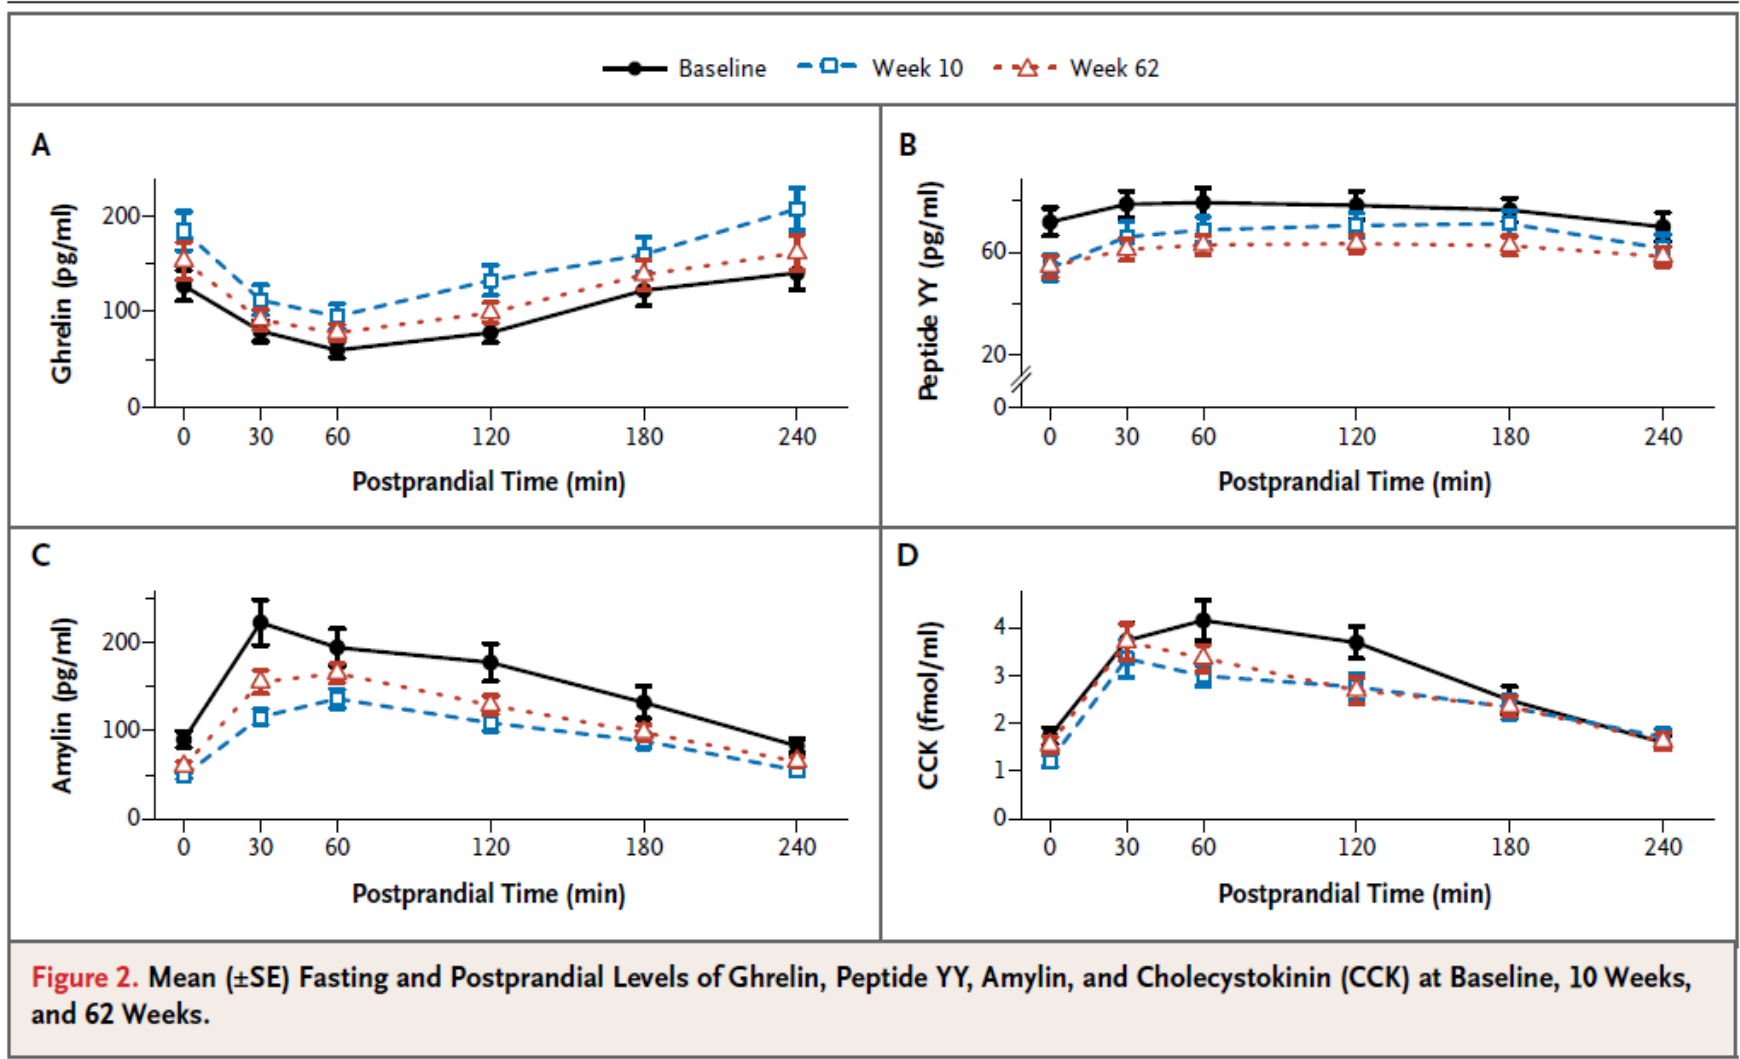 Baseline Week 10 Week 62
A
Ghrelin (pg/ml)
200
100
0
0 30 60 120 180 240
Postprandial Time (min)
B
Peptide YY (pg/ml)
60
20
0
0 30 60 120 180 240
Postprandial Time (min)
C
Amylin (pg/ml)
200
100
0
0 30 60 120 180 240
Postprandial Time (min)
D
CCK (fmol/ml)
4
3
2
1
0
0 30 60 120 180 240
Postprandial Time (min)
Figure 2. Mean (±SE) Fasting and Postprandial Levels of Ghrelin, Peptide YY, Amylin, and Cholecystokinin (CCK) at Baseline, 10 Weeks,
and 62 Weeks.